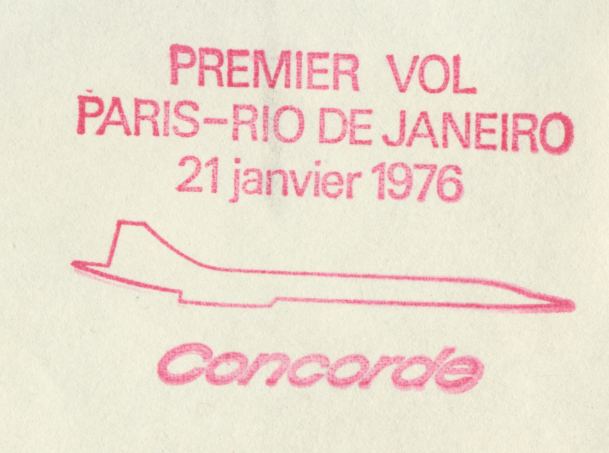 PREMIER VOL
PARIS-RIO DE JANEIRO
21 janvier 1976
Concorde